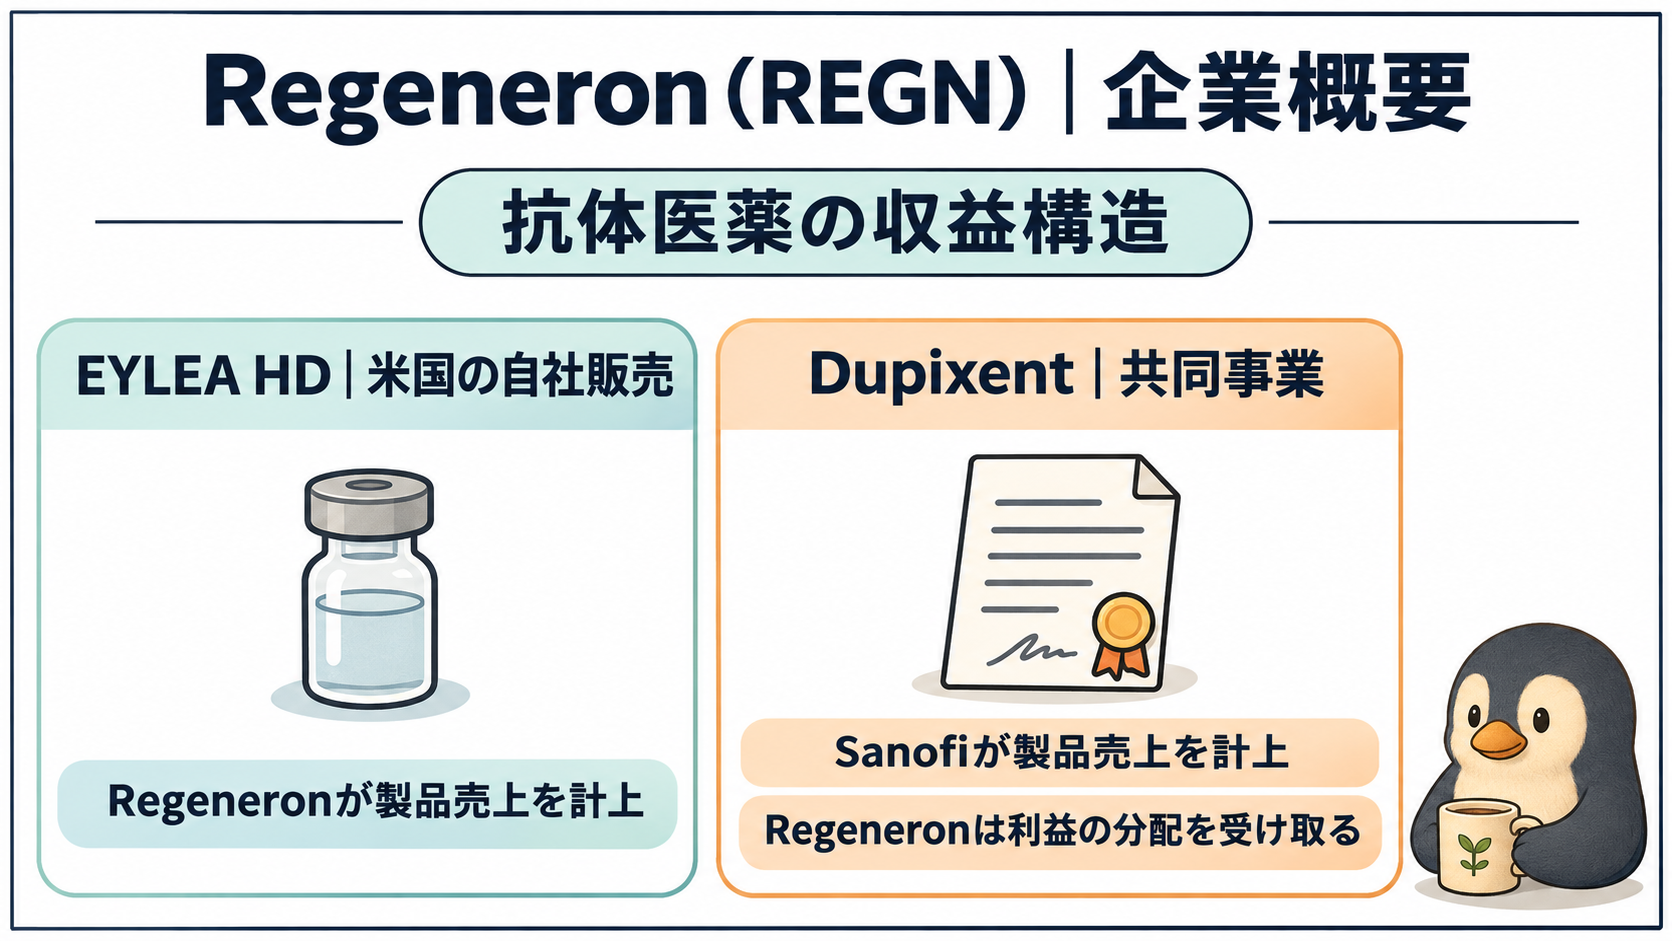 Regeneron（REGN）｜企業概要
抗体医薬の収益構造
EYLEA HD｜米国の自社販売
Regeneronが製品売上を計上
Dupixent｜共同事業
Sanofiが製品売上を計上
Regeneronは利益の分配を受け取る